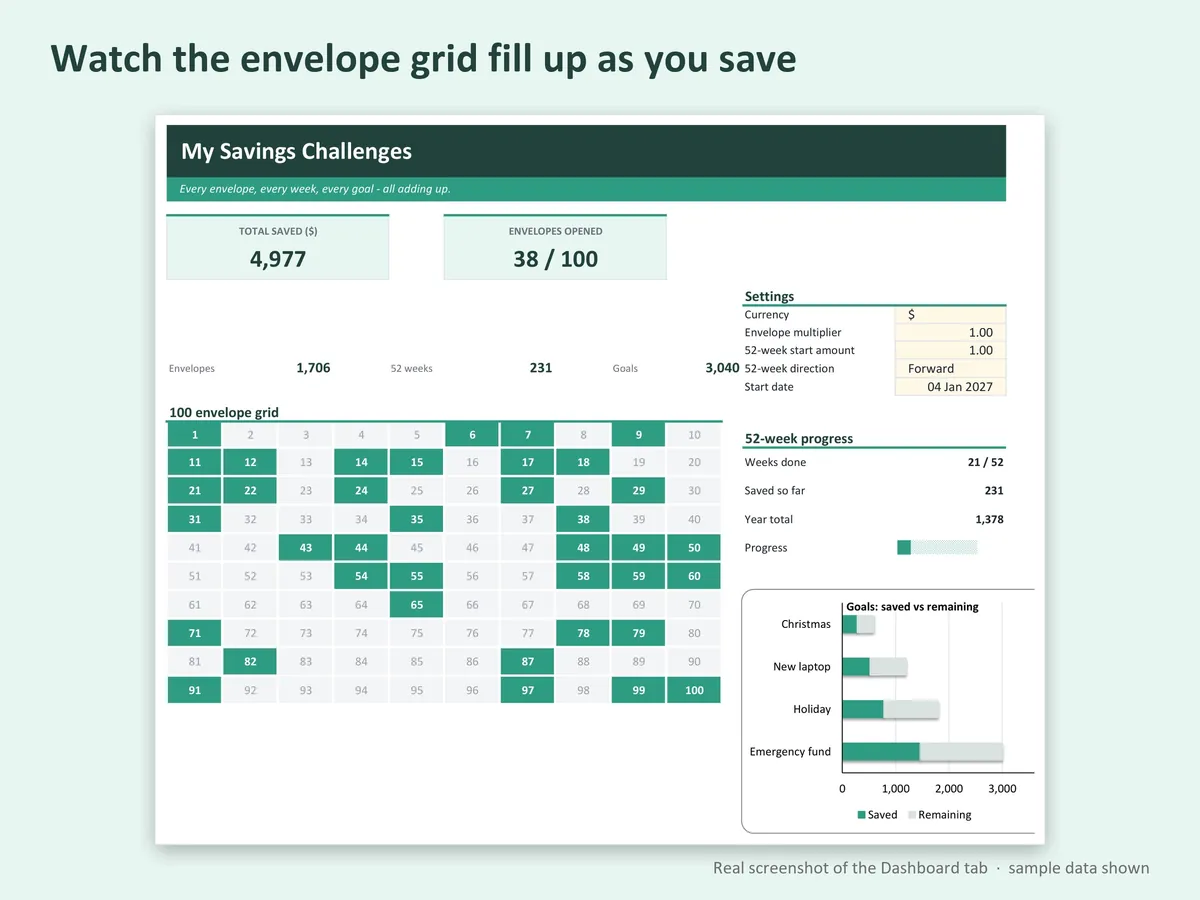 Watch the envelope grid fill up as you save
My Savings Challenges
Every envelope, every week, every goal - all adding up.
TOTAL SAVED ($)
4,977
ENVELOPES OPENED
38 / 100
Envelopes 1,706 52 weeks 231 Goals 3,040
Settings
Currency $
Envelope multiplier 1.00
52-week start amount 1.00
52-week direction Forward
Start date 04 Jan 2027
100 envelope grid
1 2 3 4 5 6 7 8 9 10
11 12 13 14 15 16 17 18 19 20
21 22 23 24 25 26 27 28 29 30
31 32 33 34 35 36 37 38 39 40
41 42 43 44 45 46 47 48 49 50
51 52 53 54 55 56 57 58 59 60
61 62 63 64 65 66 67 68 69 70
71 72 73 74 75 76 77 78 79 80
81 82 83 84 85 86 87 88 89 90
91 92 93 94 95 96 97 98 99 100
52-week progress
Weeks done 21 / 52
Saved so far 231
Year total 1,378
Progress
Goals: saved vs remaining
Christmas
New laptop
Holiday
Emergency fund
0 1,000 2,000 3,000
Saved Remaining
Real screenshot of the Dashboard tab · sample data shown